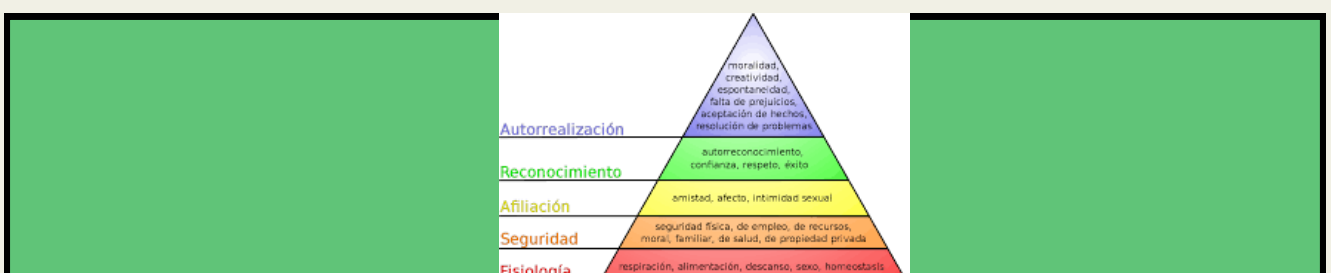 moralidad,
creatividad,
espontaneidad,
falta de prejuicios,
aceptación de hechos,
resolución de problemas
Autorrealización
autorreconocimiento,
confianza, respeto, éxito
Reconocimiento
amistad, afecto, intimidad sexual
Afiliación
seguridad física, de empleo, de recursos,
moral, familiar, de salud, de propiedad privada
Seguridad
respiración, alimentación, descanso, sexo, homeostasis
Fisiología